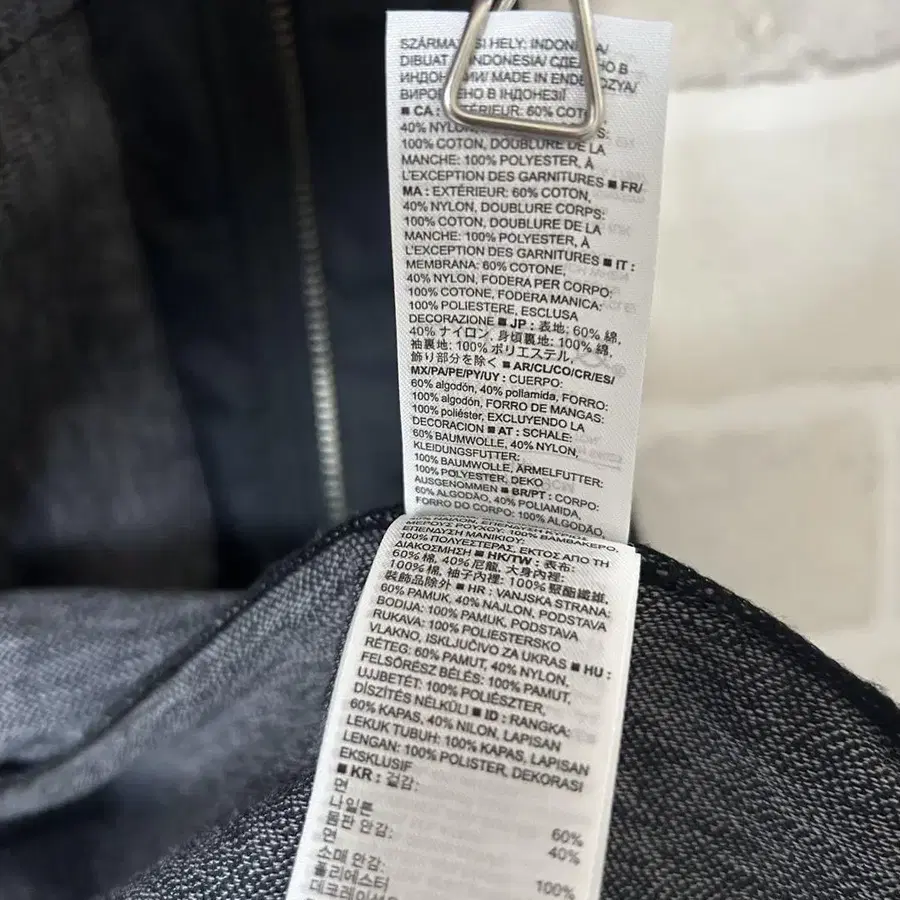 SZÁRMAZ SI HELY: INDON
DIBUAT INDONESIA/ СДЕ НО В
ИНДОН / MADE IN ENDE OZYA/
ВИРО ЕНО В ІНДОНЕЗІЇ
■ CA : EXTÉRIEUR: 60% COTON,
40% NYLON, DOUBLURE
100% COTON, DOUBLURE DE LA
MANCHE: 100% POLYESTER, À
L'EXCEPTION DES GARNITURES ■ FR/
MA : EXTÉRIEUR: 60% COTON,
40% NYLON, DOUBLURE CORPS:
100% COTON, DOUBLURE DE LA
MANCHE: 100% POLYESTER, À
L'EXCEPTION DES GARNITURES ■ IT :
MEMBRANA: 60% COTONE,
40% NYLON, FODERA PER CORPO:
100% COTONE, FODERA MANICA:
100% POLIESTERE, ESCLUSA
DECORAZIONE ■ JP : 表地: 60% 綿,
40% ナイロン, 身頃裏地: 100% 綿,
袖裏地: 100% ポリエステル,
飾り部分を除く ■ AR/CL/CO/CR/ES/
MX/PA/PE/PY/UY : CUERPO:
60% algodón, 40% poliamida, FORRO:
100% algodón, FORRO DE MANGAS:
100% poliéster, EXCLUYENDO LA
DECORACION ■ AT : SCHALE:
60% BAUMWOLLE, 40% NYLON,
KLEIDUNGSFUTTER:
100% BAUMWOLLE, ÄRMELFUTTER:
100% POLYESTER, DEKO
AUSGENOMMEN ■ BR/PT : CORPO:
60% ALGODÃO, 40% POLIAMIDA,
FORRO DO CORPO: 100% ALGODÃO,
40% ΝΑΙΛΟΝ, ΕΠΕΝΔΥΣΗ ΚΥΡΙΩΣ
ΜΕΡΟΥΣ ΡΟΥΧΟΥ: 100% ΒΑΜΒΑΚΕΡΟ,
ΕΠΕΝΔΥΣΗ ΜΑΝΙΚΙΟΥ:
100% ΠΟΛΥΕΣΤΕΡΑΣ, ΕΚΤΟΣ ΑΠΟ ΤΗ
ΔΙΑΚΟΣΜΗΣΗ ■ HK/TW : 表布:
60% 棉, 40% 尼龍, 大身內裡:
100% 棉, 袖子內裡: 100% 聚酯纖維,
裝飾品除外 ■ HR : VANJSKA STRANA:
60% PAMUK, 40% NAJLON, PODSTAVA
BODIJA: 100% PAMUK, PODSTAVA
RUKAVA: 100% POLIESTERSKO
VLAKNO, ISKLJUČIVO ZA UKRAS ■ HU :
RÉTEG: 60% PAMUT, 40% NYLON,
FELSŐRÉSZ BÉLÉS: 100% PAMUT,
UJJBETÉT: 100% POLIÉSZTER,
DÍSZÍTÉS NÉLKÜLI ■ ID : RANGKA:
60% KAPAS, 40% NILON, LAPISAN
LEKUK TUBUH: 100% KAPAS, LAPISAN
LENGAN: 100% POLISTER, DEKORASI
EKSKLUSIF
■ KR : 겉감:
면 60%
나일론 40%
몸판 안감:
면 100%
소매 안감:
폴리에스터
데코레이션